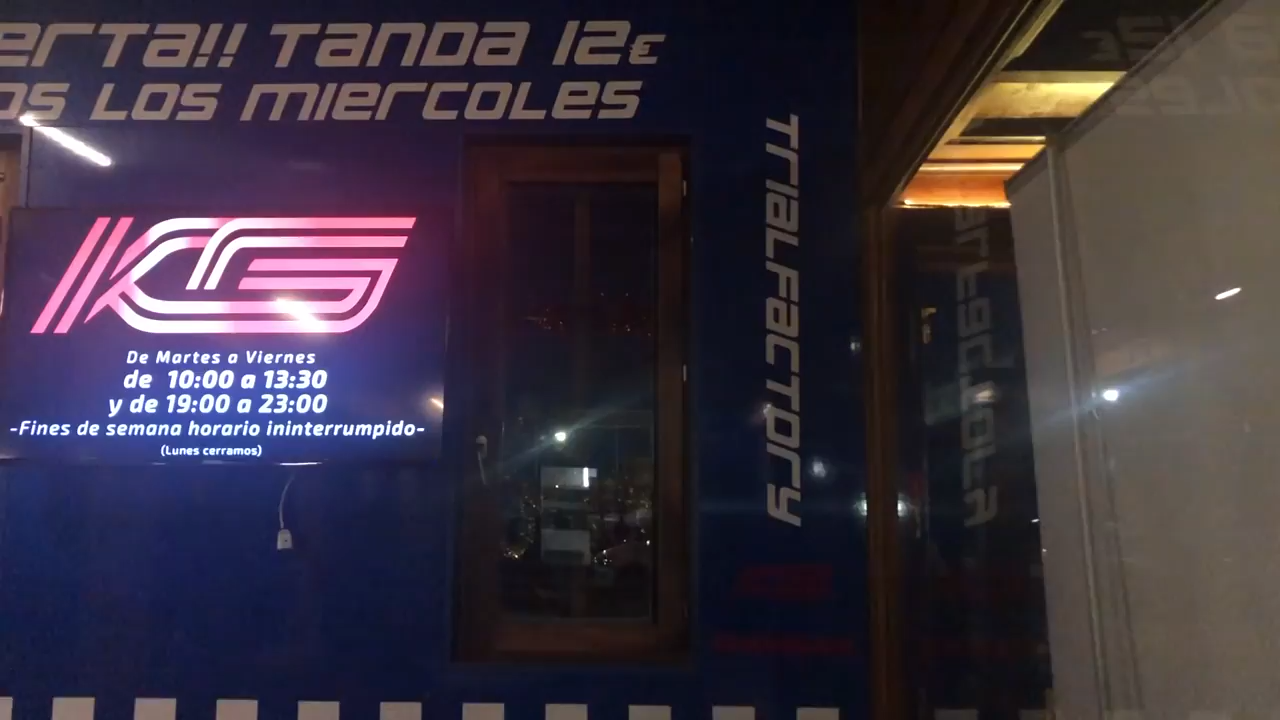 erta!! Tanda 12€
os los miercoles
KG
De Martes a Viernes
de 10:00 a 13:30
y de 19:00 a 23:00
-Fines de semana horario ininterrumpido-
(Lunes cerramos)
TrialFactory